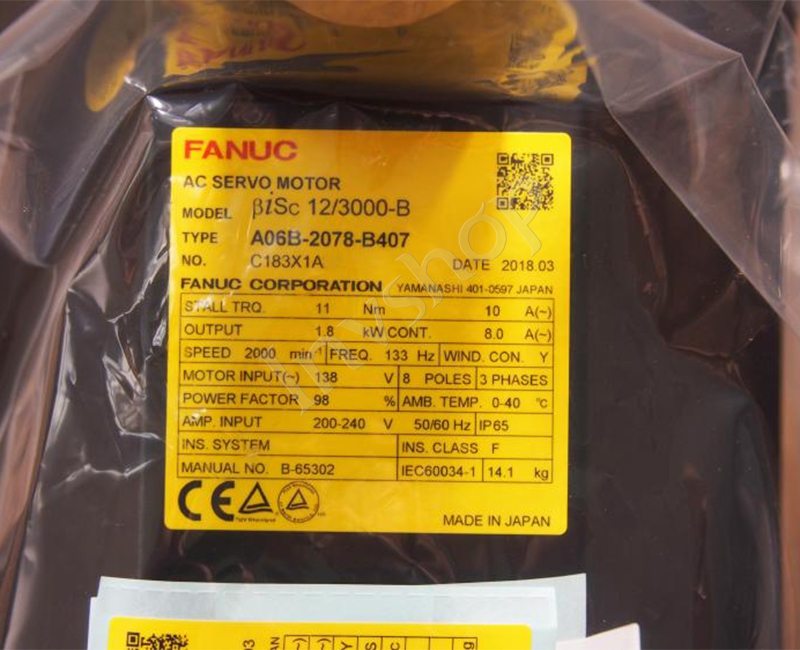 FANUC
AC SERVO MOTOR
MODEL βiSc 12/3000-B
TYPE A06B-2078-B407
NO. C183X1A DATE 2018.03
FANUC CORPORATION YAMANASHI 401-0597 JAPAN
STALL TRQ. 11 Nm 10 A(~)
OUTPUT 1.8 kW CONT. 8.0 A(~)
SPEED 2000 min⁻¹ FREQ. 133 Hz WIND. CON. Y
MOTOR INPUT(~) 138 V 8 POLES 3 PHASES
POWER FACTOR 98 % AMB. TEMP. 0-40 °C
AMP. INPUT 200-240 V 50/60 Hz IP65
INS. SYSTEM INS. CLASS F
MANUAL NO. B-65302 IEC60034-1 14.1 kg
CE
MADE IN JAPAN
invshop